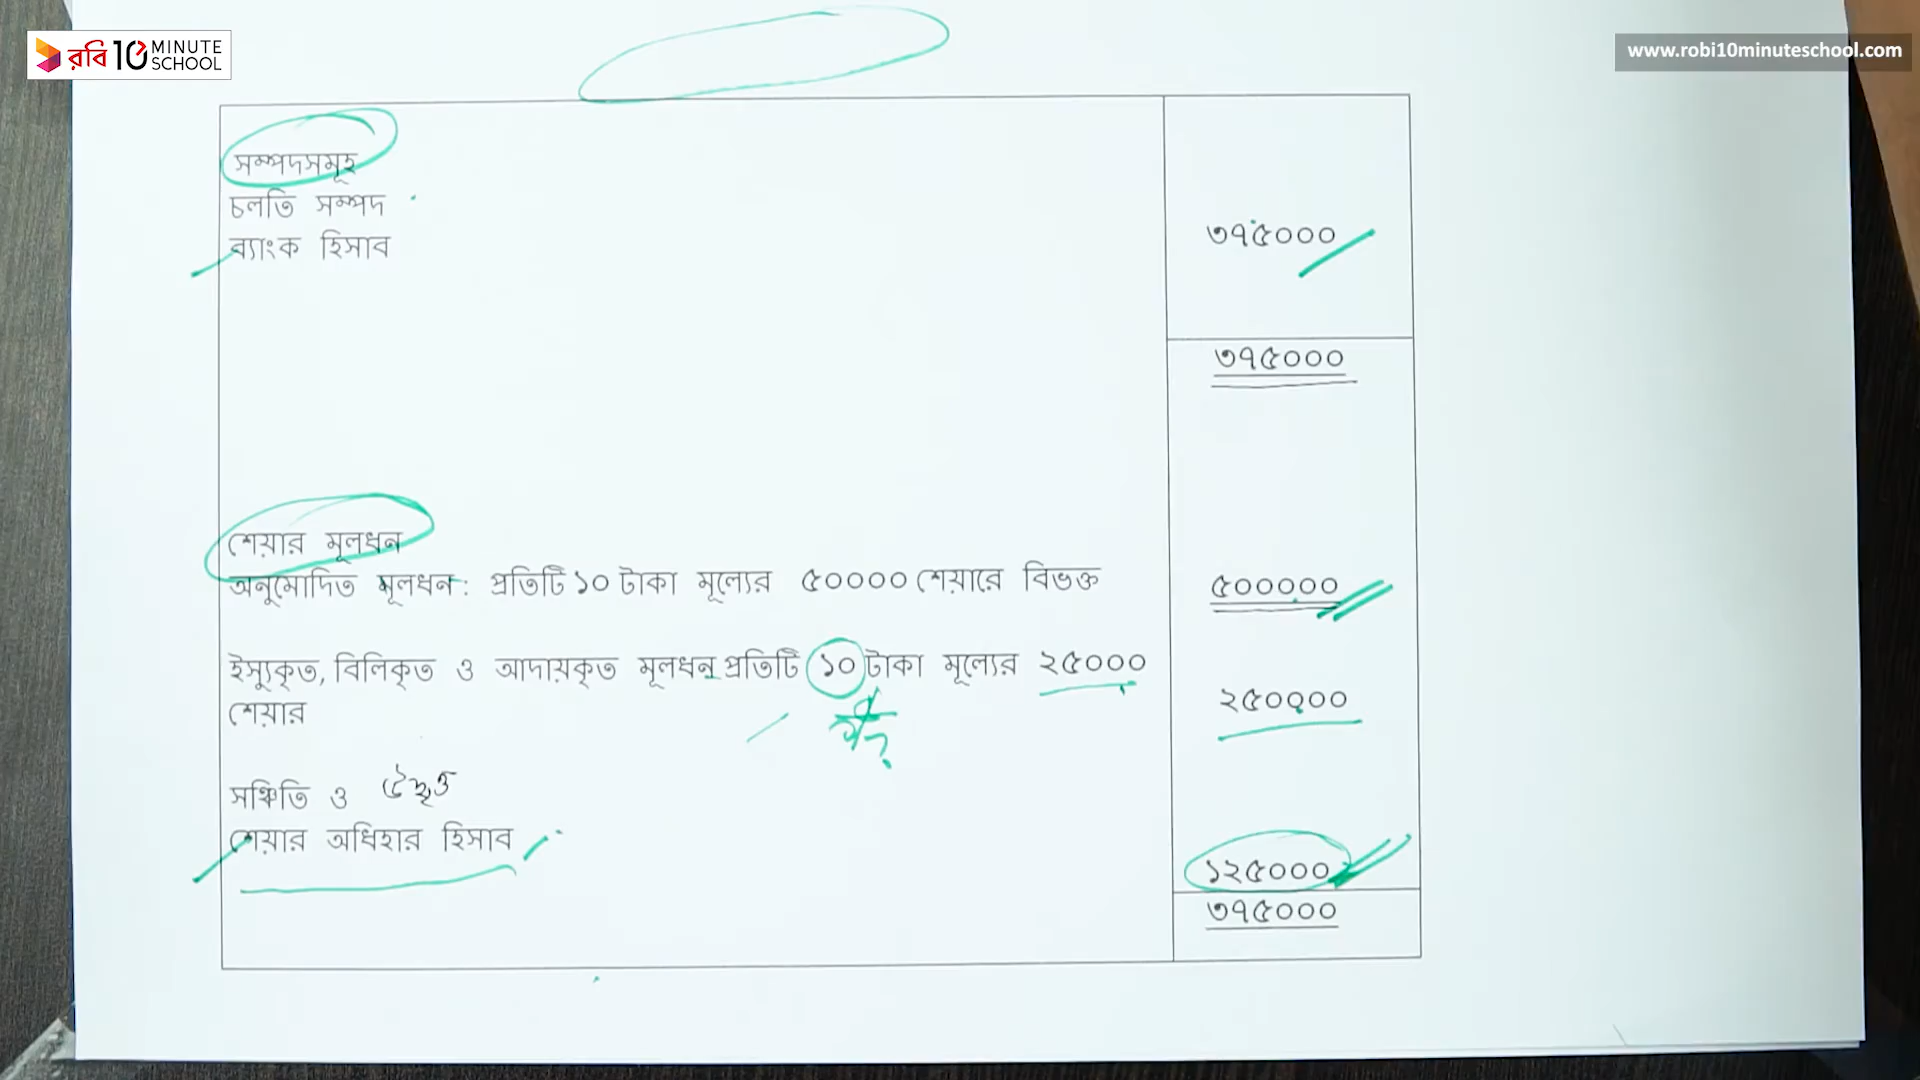 রবি 10 MINUTE SCHOOL
www.robi10minuteschool.com
সম্পদসমূহ
চলতি সম্পদ
ব্যাংক হিসাব ৩৭৫০০০
৩৭৫০০০
শেয়ার মূলধন
অনুমোদিত মূলধন: প্রতিটি ১০ টাকা মূল্যের ৫০০০০ শেয়ারে বিভক্ত ৫০০০০০
ইস্যুকৃত, বিলিকৃত ও আদায়কৃত মূলধন প্রতিটি ১০ টাকা মূল্যের ২৫০০০
শেয়ার ২৫০০০০
সঞ্চিতি ও
শেয়ার অধিহার হিসাব ১২৫০০০
৩৭৫০০০